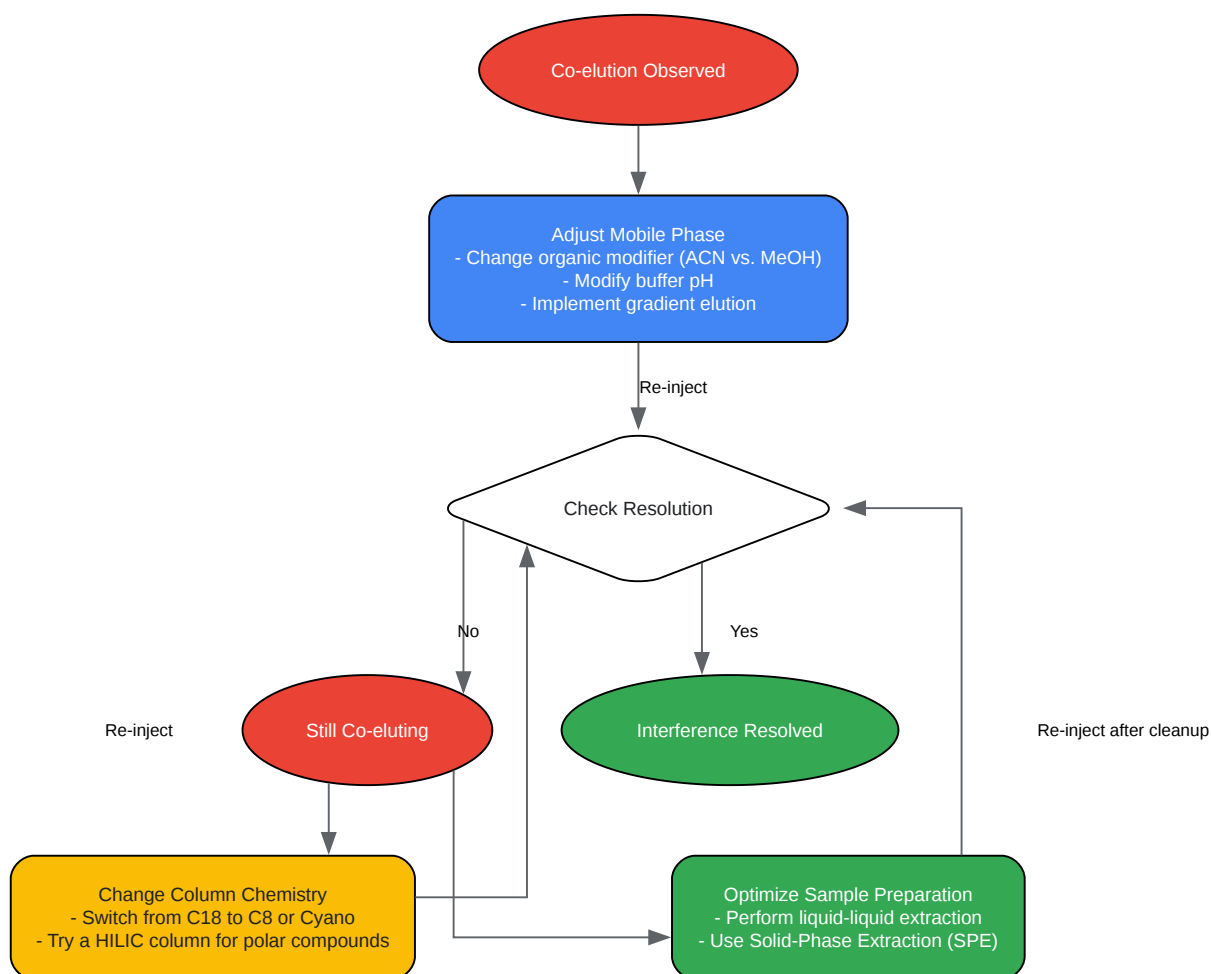 Co-elution Observed
Adjust Mobile Phase
- Change organic modifier (ACN vs. MeOH)
- Modify buffer pH
- Implement gradient elution
Re-inject
Check Resolution
No
Yes
Re-inject
Still Co-eluting
Interference Resolved
Re-inject after cleanup
Change Column Chemistry
- Switch from C18 to C8 or Cyano
- Try a HILIC column for polar compounds
Optimize Sample Preparation
- Perform liquid-liquid extraction
- Use Solid-Phase Extraction (SPE)